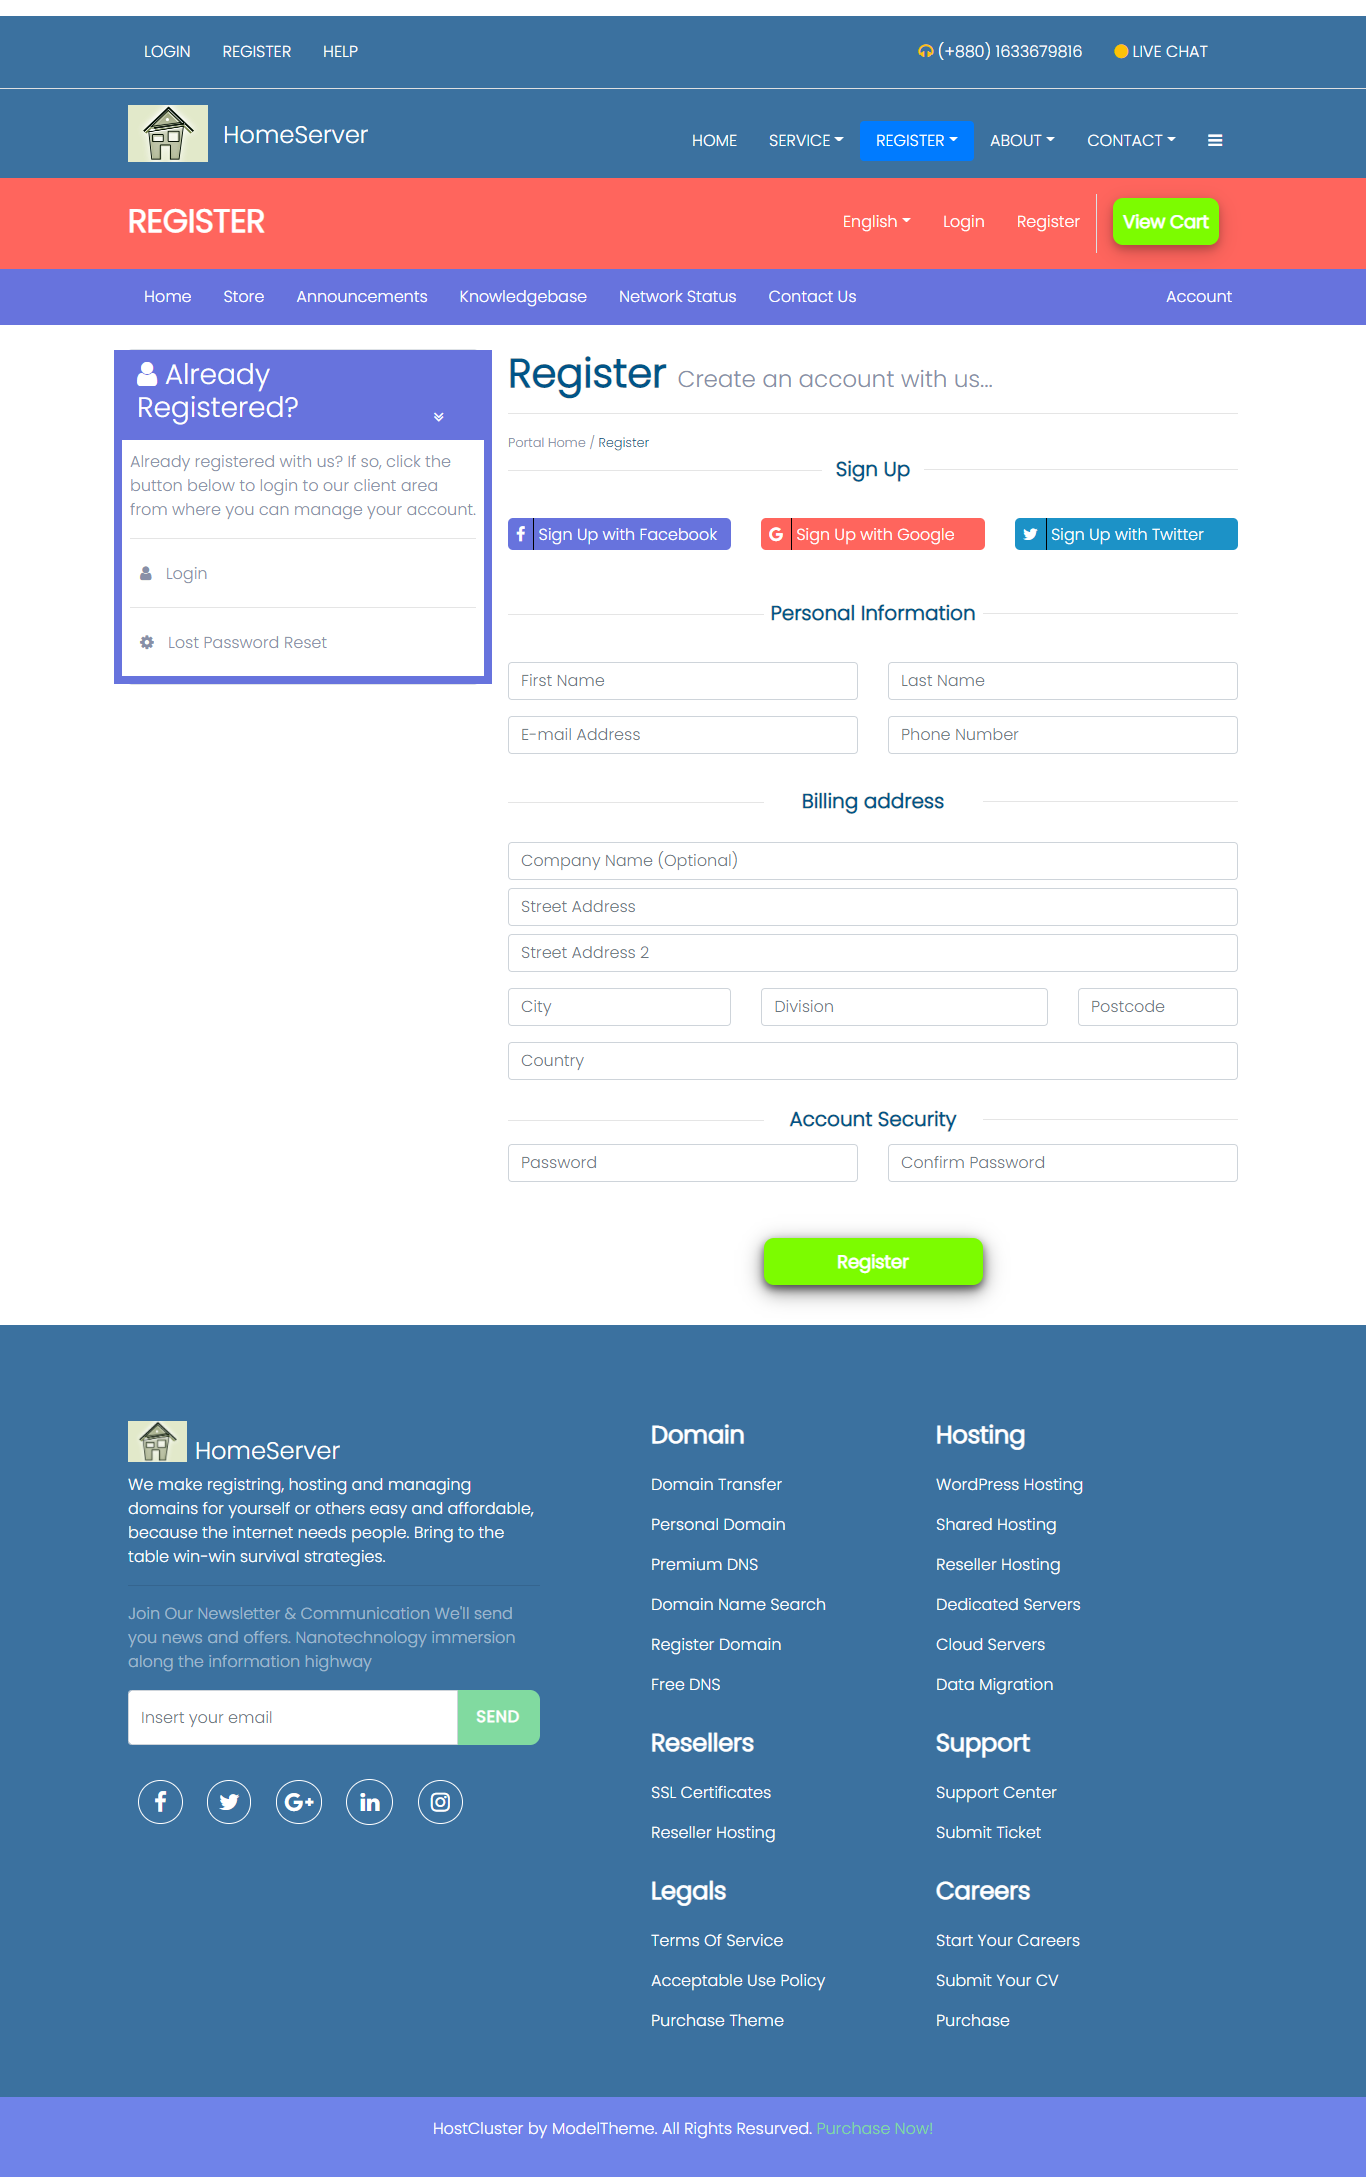 LOGIN REGISTER HELP (+880) 1633679816 LIVE CHAT
HomeServer HOME SERVICE REGISTER ABOUT CONTACT
REGISTER English Login Register View Cart
Home Store Announcements Knowledgebase Network Status Contact Us Account
Already
Registered?
Already registered with us? If so, click the
button below to login to our client area
from where you can manage your account.
Login
Lost Password Reset
Register Create an account with us...
Portal Home / Register
Sign Up
Sign Up with Facebook Sign Up with Google Sign Up with Twitter
Personal Information
First Name Last Name
E-mail Address Phone Number
Billing address
Company Name (Optional)
Street Address
Street Address 2
City Division Postcode
Country
Account Security
Password Confirm Password
Register
HomeServer
We make registring, hosting and managing
domains for yourself or others easy and affordable,
because the internet needs people. Bring to the
table win-win survival strategies.
Join Our Newsletter & Communication We'll send
you news and offers. Nanotechnology immersion
along the information highway
Insert your email SEND
Domain
Domain Transfer
Personal Domain
Premium DNS
Domain Name Search
Register Domain
Free DNS
Resellers
SSL Certificates
Reseller Hosting
Legals
Terms Of Service
Acceptable Use Policy
Purchase Theme
Hosting
WordPress Hosting
Shared Hosting
Reseller Hosting
Dedicated Servers
Cloud Servers
Data Migration
Support
Support Center
Submit Ticket
Careers
Start Your Careers
Submit Your CV
Purchase
HostCluster by ModelTheme. All Rights Resurved. Purchase Now!